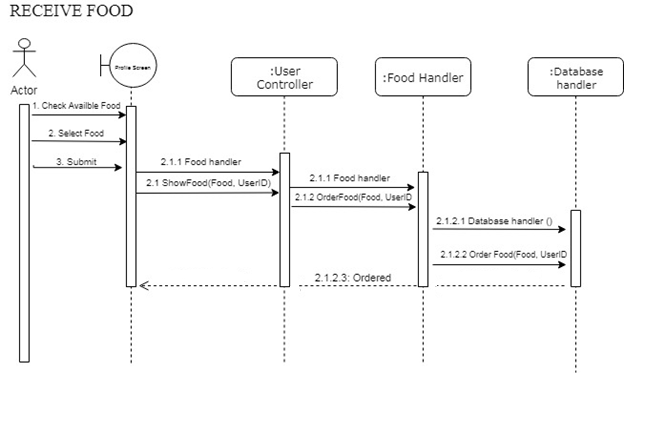 RECEIVE FOOD
Actor
Profile Screen
:User
Controller
:Food Handler
:Database
handler
1. Check Availble Food
2. Select Food
3. Submit
2.1.1 Food handler
2.1 ShowFood(Food, UserID)
2.1.1 Food handler
2.1.2 OrderFood(Food, UserID
2.1.2.1 Database handler ()
2.1.2.2 Order Food(Food, UserID
2.1.2.3: Ordered